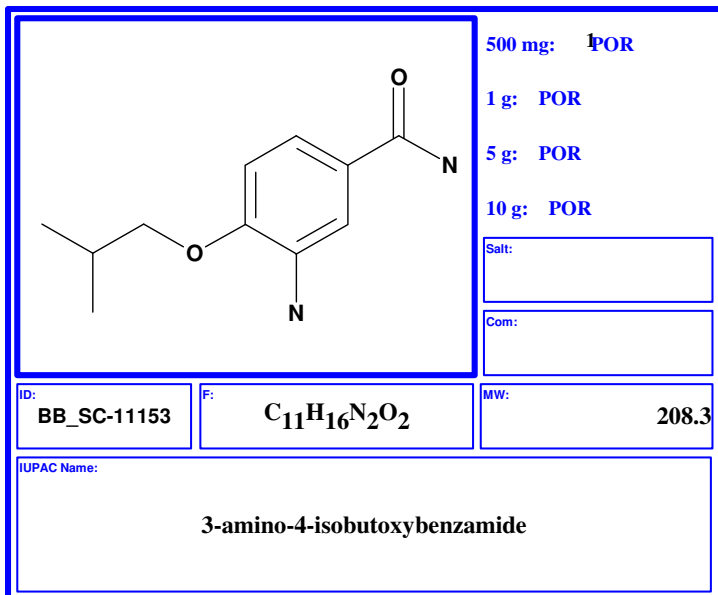 O
N
O
N
500 mg: 1POR
1 g: POR
5 g: POR
10 g: POR
Salt:
Com:
ID:
BB_SC-11153
F:
C11H16N2O2
MW:
208.3
IUPAC Name:
3-amino-4-isobutoxybenzamide